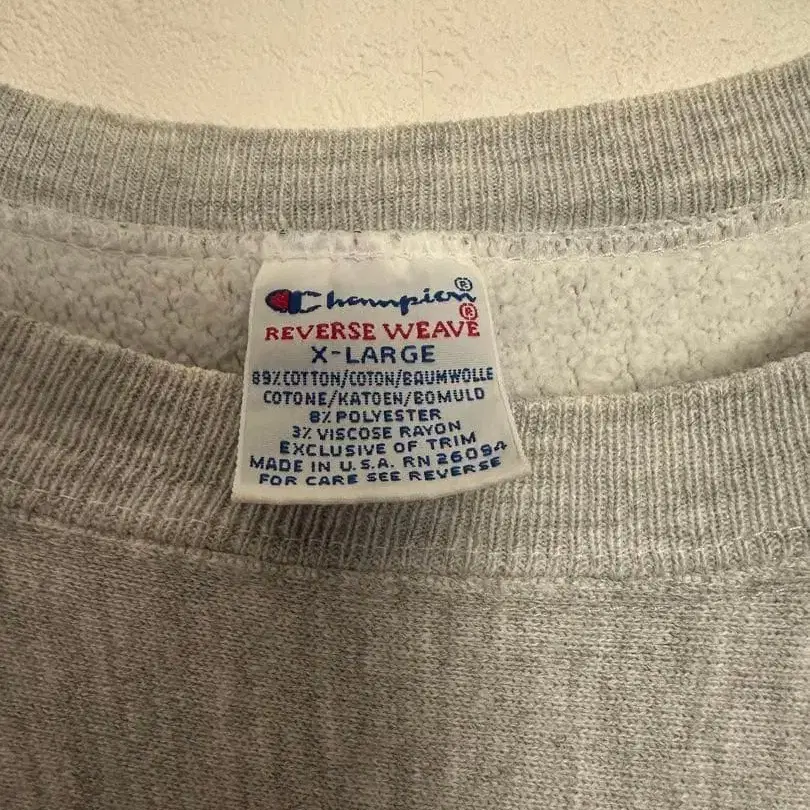 Champion®
REVERSE WEAVE®
X-LARGE
89% COTTON/COTON/BAUMWOLLE
COTONE/KATOEN/BOMULD
8% POLYESTER
3% VISCOSE RAYON
EXCLUSIVE OF TRIM
MADE IN U.S.A. RN 26094
FOR CARE SEE REVERSE